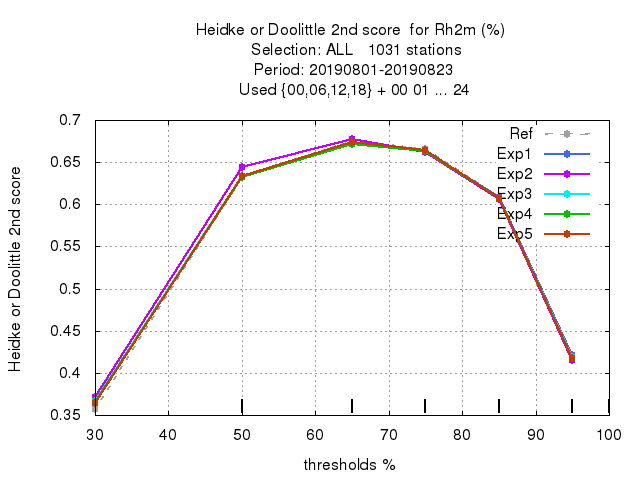 Heidke or Doolittle 2nd score  for Rh2m (%)
Selection: ALL   1031 stations
Period: 20190801-20190823
Used {00,06,12,18} + 00 01 ... 24
0.7
0.65
0.6
0.55
0.5
0.45
0.4
0.35
Heidke or Doolittle 2nd score
Ref
Exp1
Exp2
Exp3
Exp4
Exp5
30 40 50 60 70 80 90 100
thresholds %